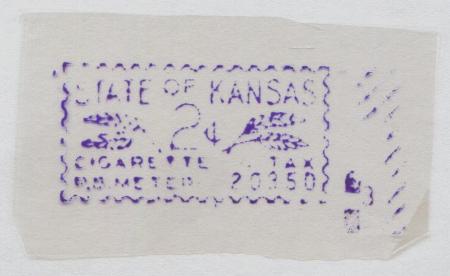 STATE OF KANSAS
2¢
CIGARETTE TAX
P.B. METER 20350